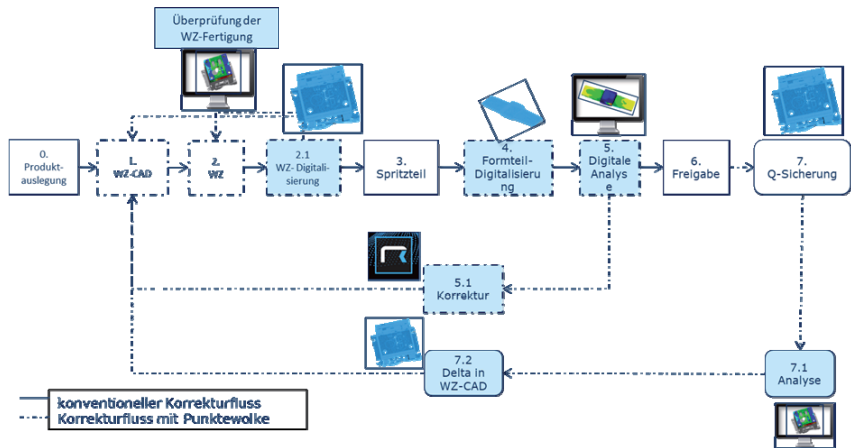 Überprüfung der
WZ-Fertigung
0.
Produkt-
auslegung
1.
WZ-CAD
2.
WZ
2.1
WZ- Digitali-
sierung
3.
Spritzteil
4.
Formteil-
Digitalisieru
ng
5.
Digitale
Analys
e
6.
Freigabe
7.
Q-Sicherung
5.1
Korrektur
7.2
Delta in
WZ-CAD
7.1
Analyse
konventioneller Korrekturfluss
Korrekturfluss mit Punktewolke